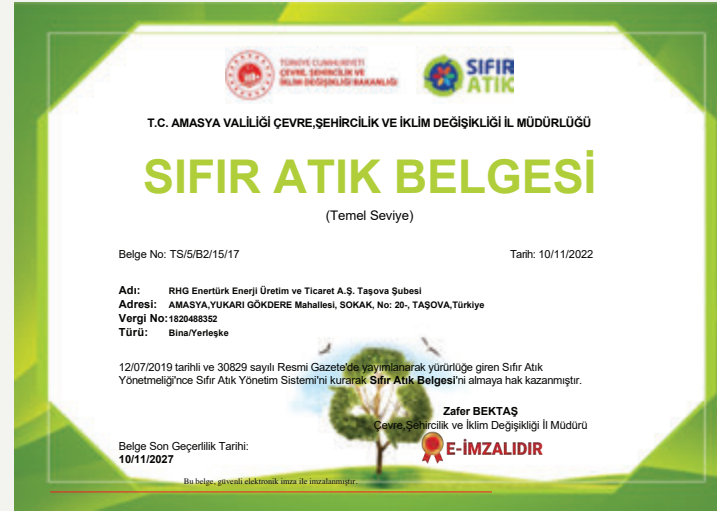 TÜRKİYE CUMHURİYETİ
ÇEVRE, ŞEHİRCİLİK VE
İKLİM DEĞİŞİKLİĞİ BAKANLIĞI
SIFIR
ATIK
T.C. AMASYA VALİLİĞİ ÇEVRE,ŞEHİRCİLİK VE İKLİM DEĞİŞİKLİĞİ İL MÜDÜRLÜĞÜ
SIFIR ATIK BELGESİ
(Temel Seviye)
Belge No: TS/5/B2/15/17 Tarih: 10/11/2022
Adı: RHG Enertürk Enerji Üretim ve Ticaret A.Ş. Taşova Şubesi
Adresi: AMASYA,YUKARI GÖKDERE Mahallesi, SOKAK, No: 20-, TAŞOVA,Türkiye
Vergi No:1820488352
Türü: Bina/Yerleşke
12/07/2019 tarihli ve 30829 sayılı Resmi Gazete'de yayımlanarak yürürlüğe giren Sıfır Atık
Yönetmeliği'nce Sıfır Atık Yönetim Sistemi'ni kurarak Sıfır Atık Belgesi'ni almaya hak kazanmıştır.
Zafer BEKTAŞ
Çevre,Şehircilik ve İklim Değişikliği İl Müdürü
E-İMZALIDIR
Belge Son Geçerlilik Tarihi:
10/11/2027
Bu belge, güvenli elektronik imza ile imzalanmıştır.